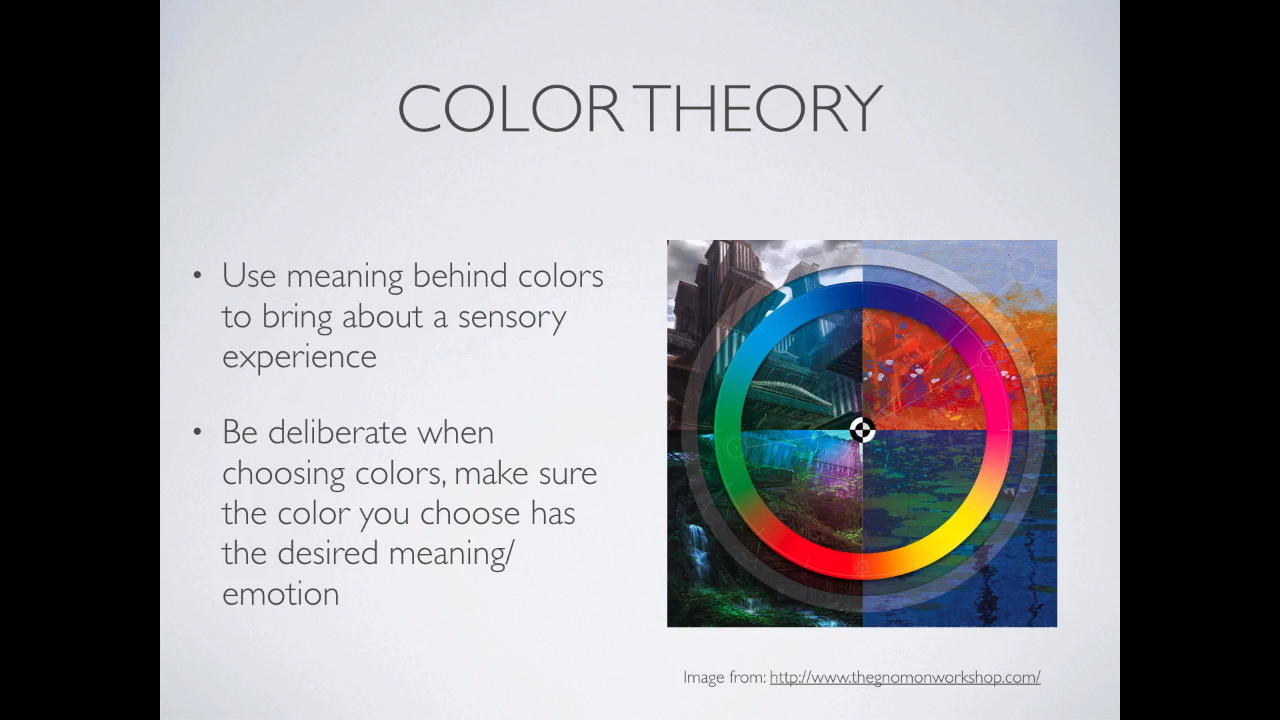 COLOR THEORY
• Use meaning behind colors
to bring about a sensory
experience
• Be deliberate when
choosing colors, make sure
the color you choose has
the desired meaning/
emotion
Image from: http://www.thegnomonworkshop.com/